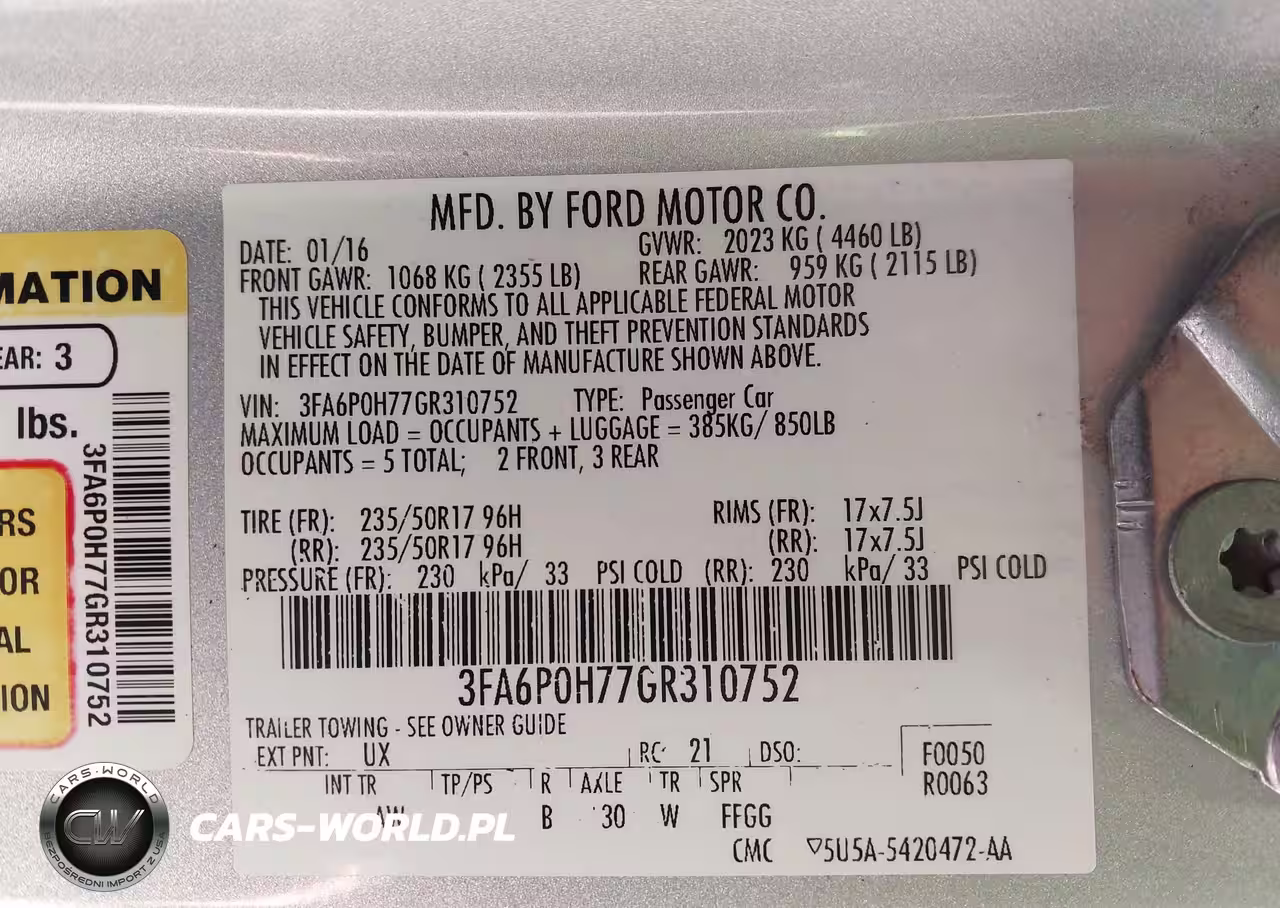 MATION
EAR: 3
lbs.
RS
OR
AL
ION
3FA6P0H77GR310752
MFD. BY FORD MOTOR CO.
DATE: 01/16 GVWR: 2023 KG ( 4460 LB)
FRONT GAWR: 1068 KG ( 2355 LB) REAR GAWR: 959 KG ( 2115 LB)
THIS VEHICLE CONFORMS TO ALL APPLICABLE FEDERAL MOTOR
VEHICLE SAFETY, BUMPER, AND THEFT PREVENTION STANDARDS
IN EFFECT ON THE DATE OF MANUFACTURE SHOWN ABOVE.
VIN: 3FA6P0H77GR310752 TYPE: Passenger Car
MAXIMUM LOAD = OCCUPANTS + LUGGAGE = 385KG/ 850LB
OCCUPANTS = 5 TOTAL; 2 FRONT, 3 REAR
TIRE (FR): 235/50R17 96H RIMS (FR): 17x7.5J
(RR): 235/50R17 96H (RR): 17x7.5J
PRESSURE (FR): 230 kPa/ 33 PSI COLD (RR): 230 kPa/ 33 PSI COLD
3FA6P0H77GR310752
TRAILER TOWING - SEE OWNER GUIDE
EXT PNT: UX RC: 21 DSO: F0050
INT TR TP/PS R AXLE TR SPR R0063
AW B 30 W FFGG
CMC ▽5U5A-5420472-AA
CARS-WORLD
CW
BEZPOŚREDNI IMPORT Z USA
CARS-WORLD.PL